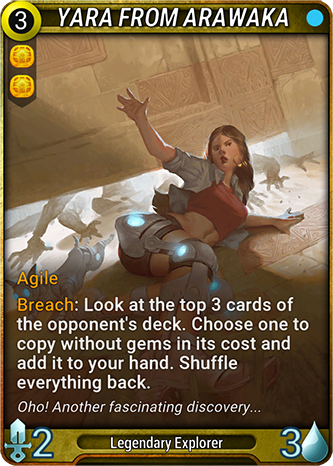 3 YARA FROM ARAWAKA
Agile
Breach: Look at the top 3 cards of
the opponent's deck. Choose one to
copy without gems in its cost and
add it to your hand. Shuffle
everything back.
Oho! Another fascinating discovery...
2 Legendary Explorer 3